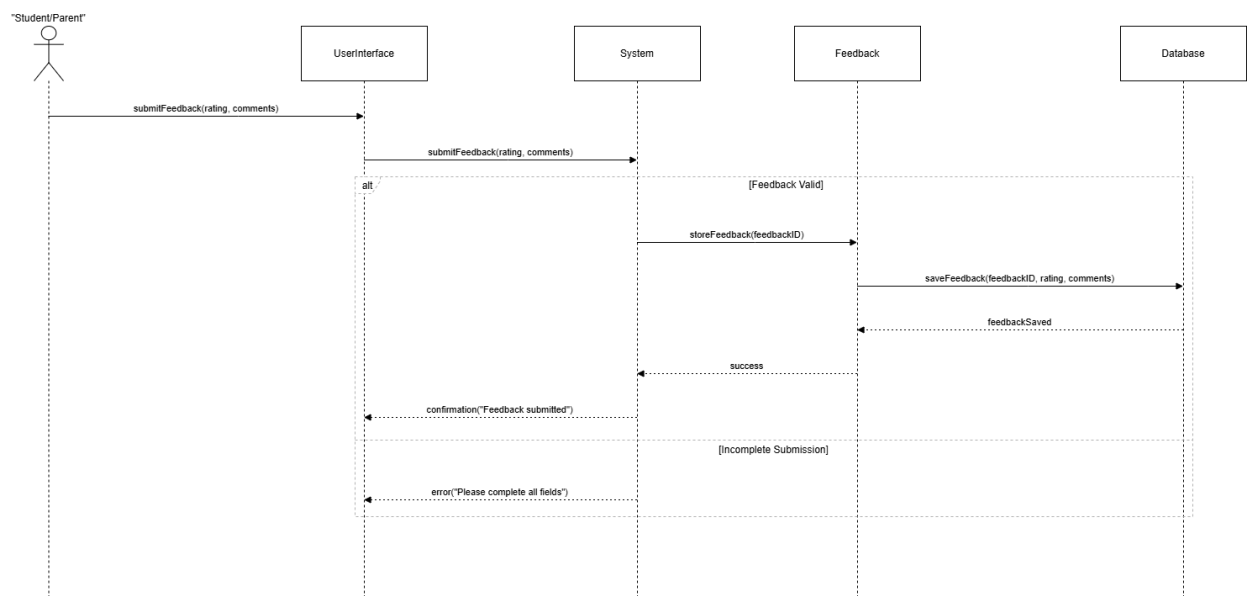 "Student/Parent"
UserInterface
System
Feedback
Database
submitFeedback(rating, comments)
submitFeedback(rating, comments)
alt
[Feedback Valid]
storeFeedback(feedbackID)
saveFeedback(feedbackID, rating, comments)
feedbackSaved
success
confirmation("Feedback submitted")
[Incomplete Submission]
error("Please complete all fields")